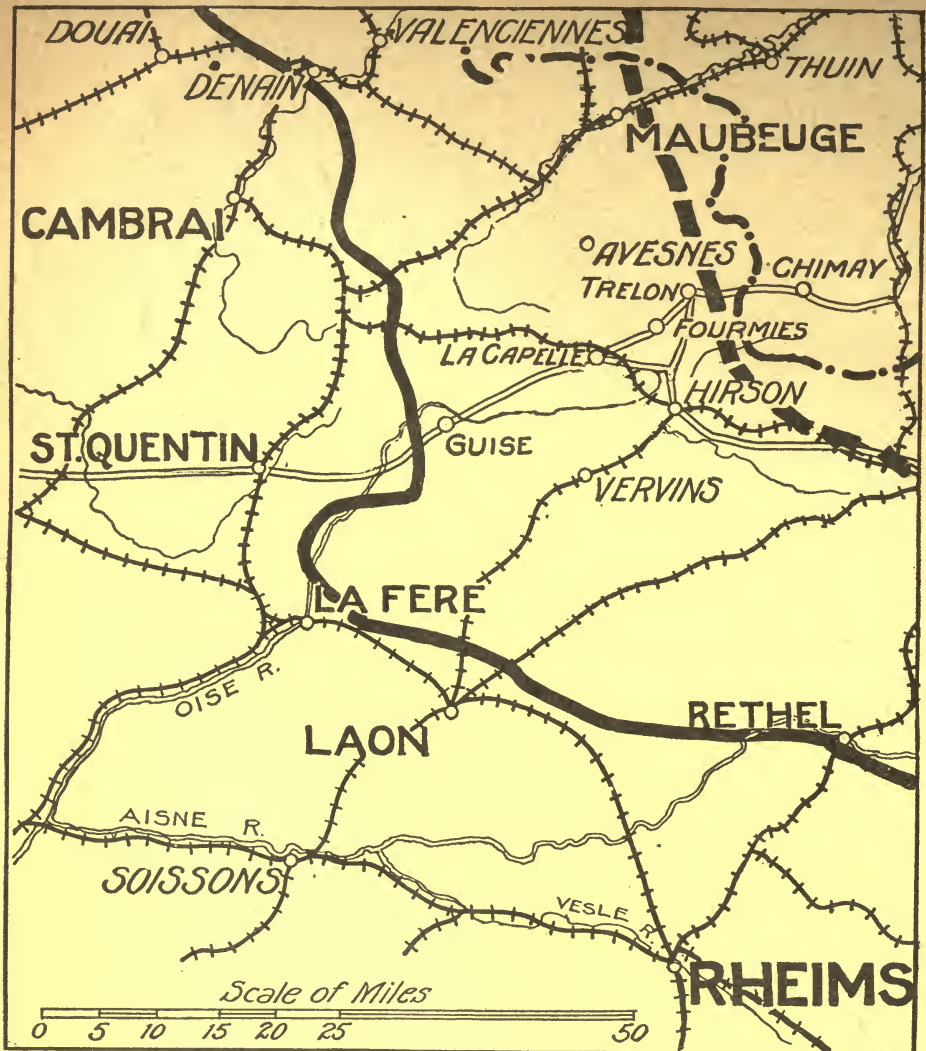 DOUAI
VALENCIENNES
THUIN
DENAIN
MAUBEUGE
CAMBRAI
AVESNES
CHIMAY
TRELON
FOURMIES
LA CAPELLE
HIRSON
ST. QUENTIN
GUISE
VERVINS
LA FERE
OISE R.
RETHEL
LAON
AISNE R.
SOISSONS
VESLE R.
RHEIMS
Scale of Miles
0 5 10 15 20 25 50